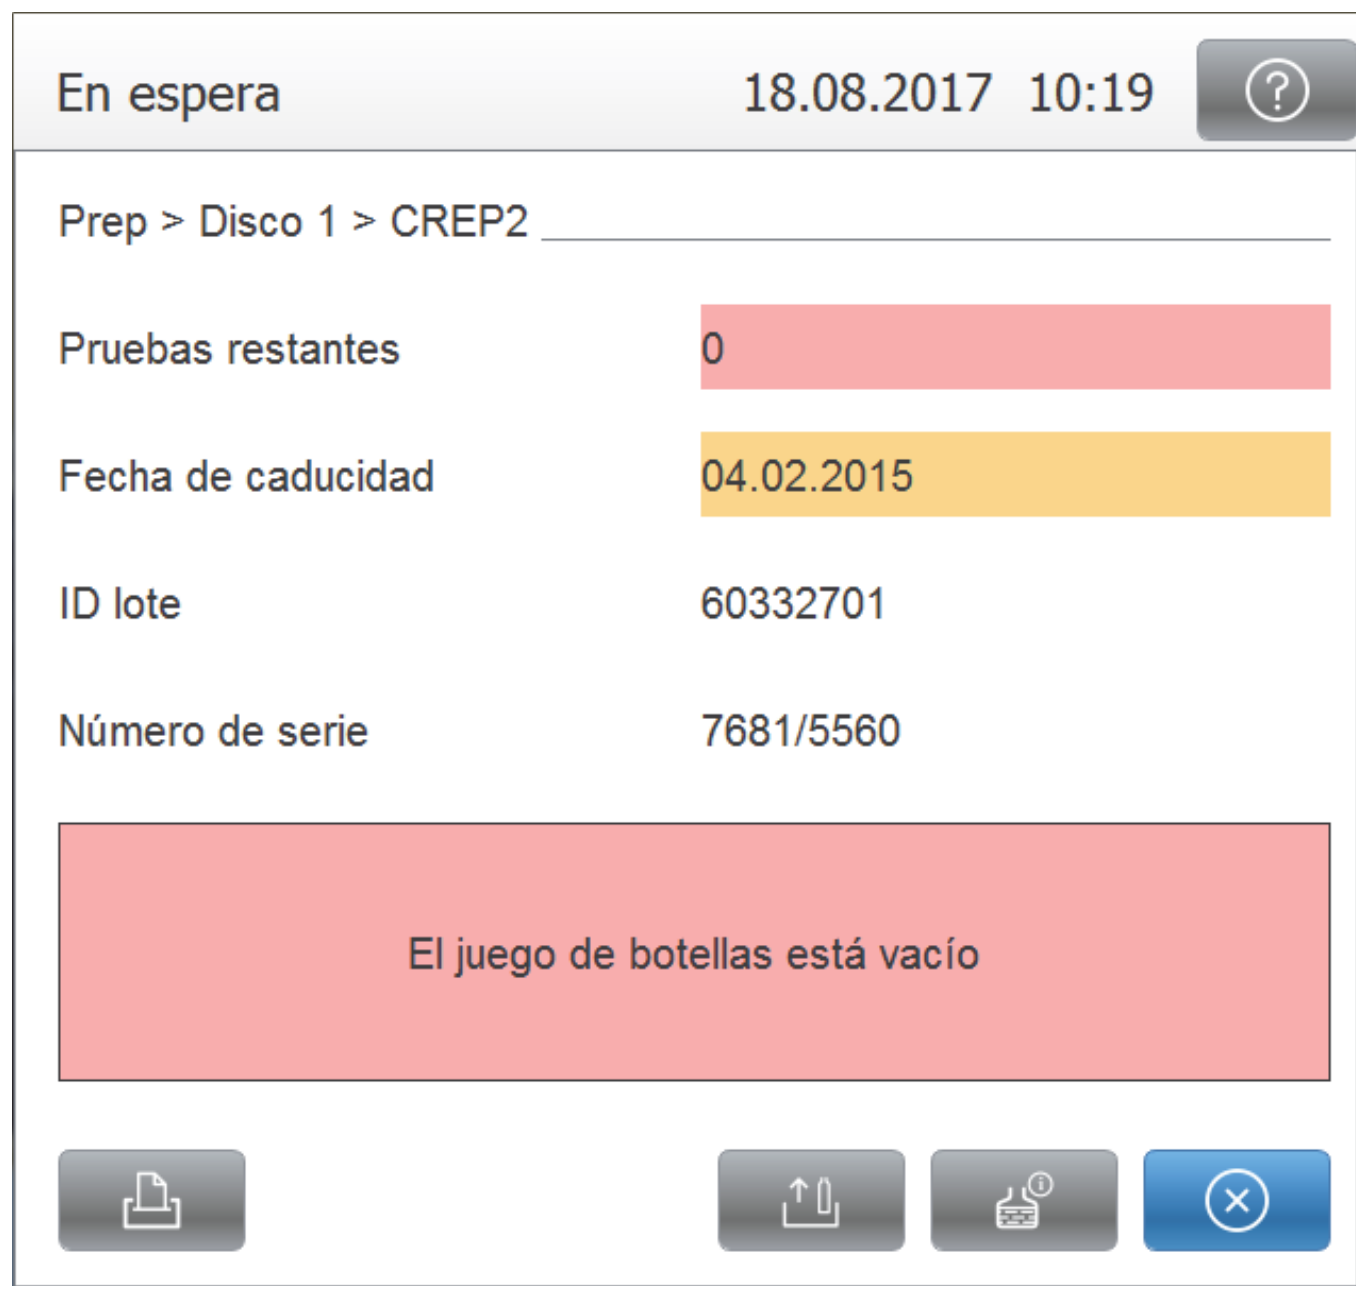 En espera 18.08.2017 10:19
Prep > Disco 1 > CREP2
Pruebas restantes 0
Fecha de caducidad 04.02.2015
ID lote 60332701
Número de serie 7681/5560
El juego de botellas está vacío